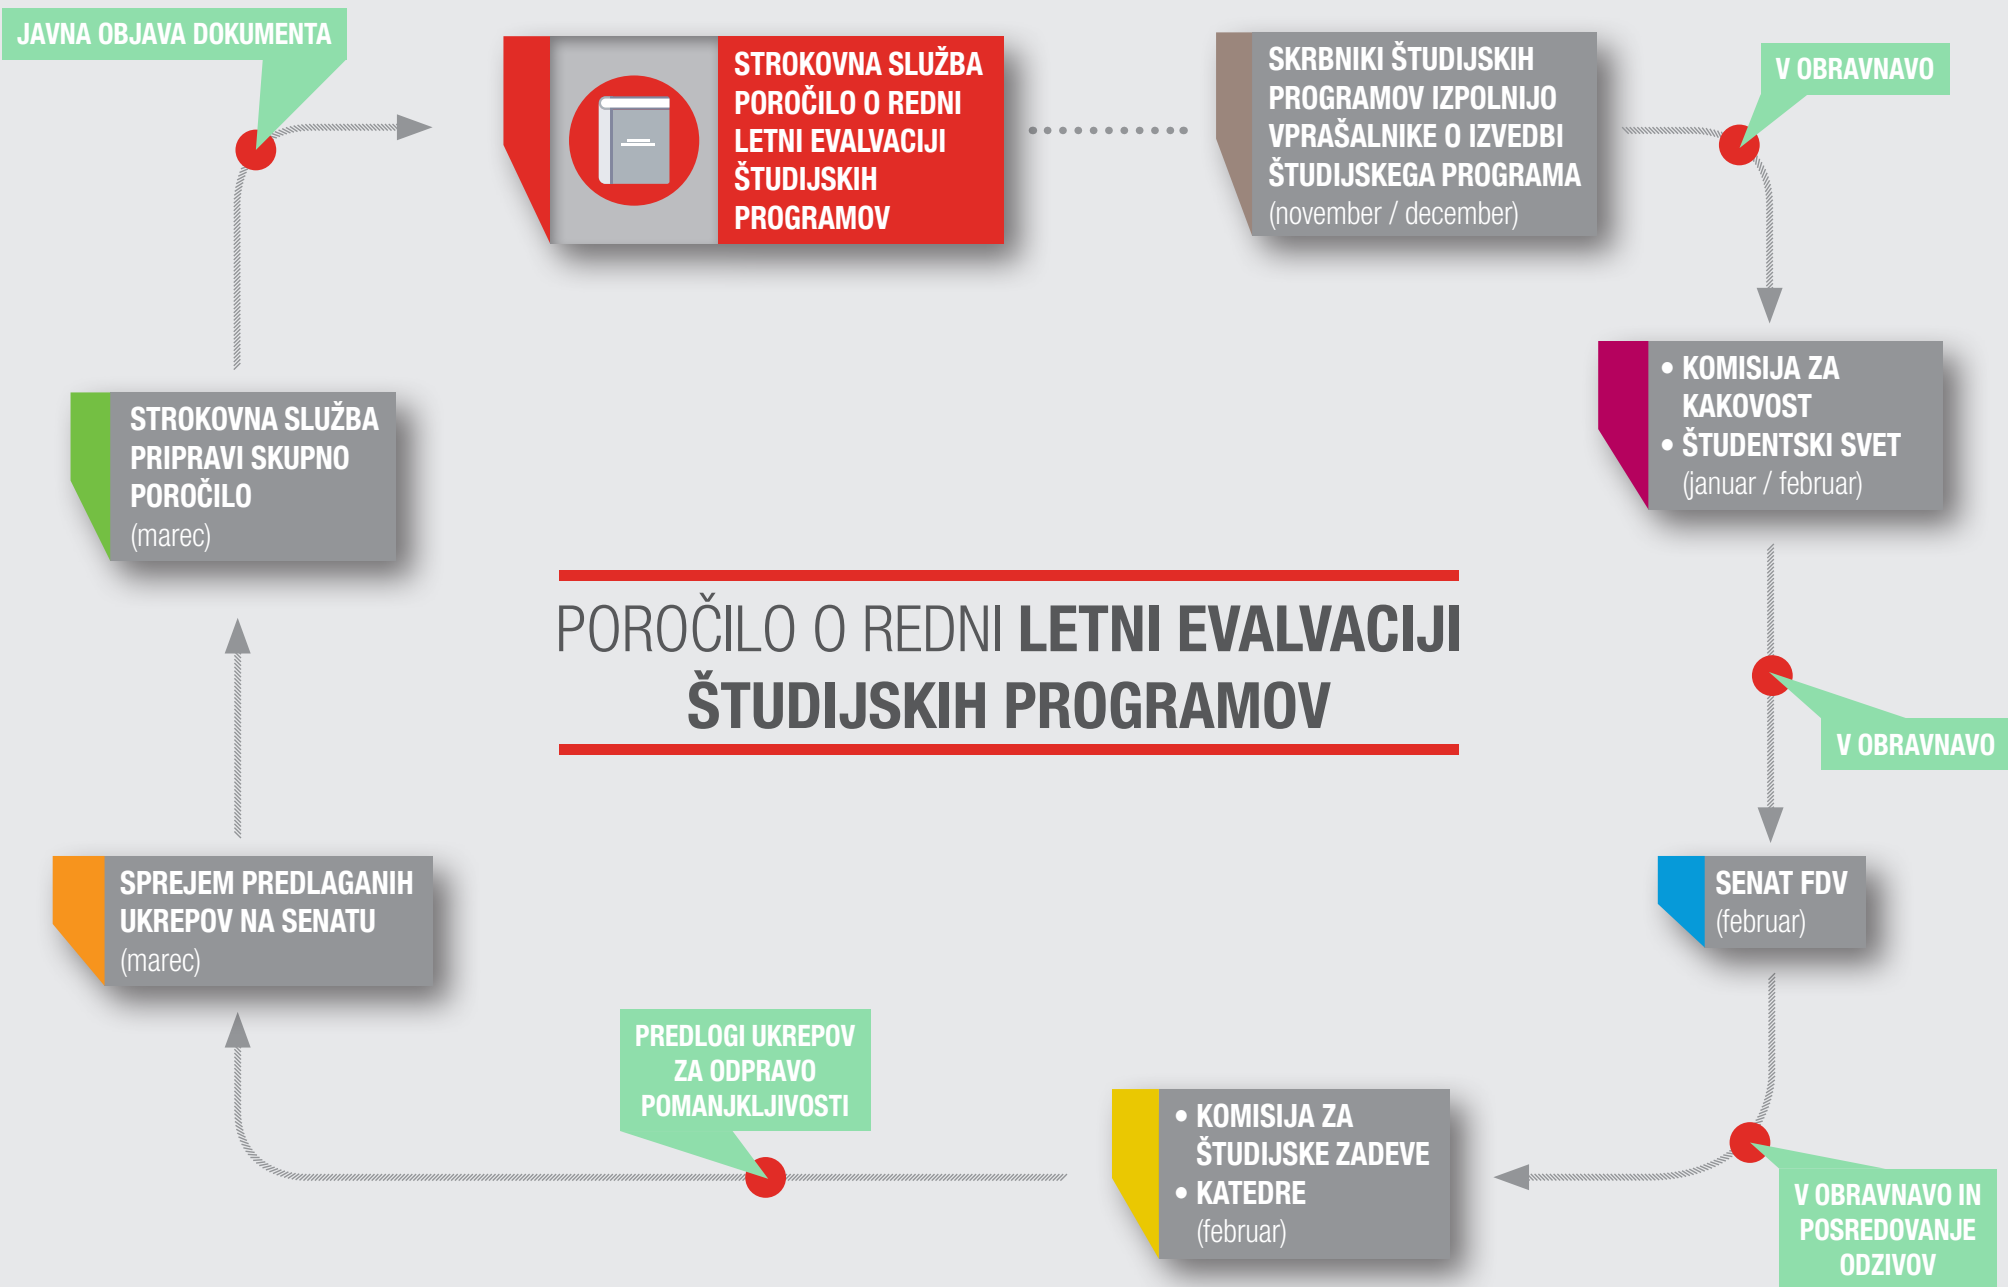 JAVNA OBJAVA DOKUMENTA
STROKOVNA SLUŽBA
POROČILO O REDNI
LETNI EVALVACIJI
ŠTUDIJSKIH
PROGRAMOV
SKRBNIKI ŠTUDIJSKIH
PROGRAMOV IZPOLNIJO
VPRAŠALNIKE O IZVEDBI
ŠTUDIJSKEGA PROGRAMA
(november / december)
V OBRAVNAVO
• KOMISIJA ZA
KAKOVOST
• ŠTUDENTSKI SVET
(januar / februar)
STROKOVNA SLUŽBA
PRIPRAVI SKUPNO
POROČILO
(marec)
POROČILO O REDNI LETNI EVALVACIJI
ŠTUDIJSKIH PROGRAMOV
V OBRAVNAVO
SENAT FDV
(februar)
SPREJEM PREDLAGANIH
UKREPOV NA SENATU
(marec)
PREDLOGI UKREPOV
ZA ODPRAVO
POMANJKLJIVOSTI
• KOMISIJA ZA
ŠTUDIJSKE ZADEVE
• KATEDRE
(februar)
V OBRAVNAVO IN
POSREDOVANJE
ODZIVOV